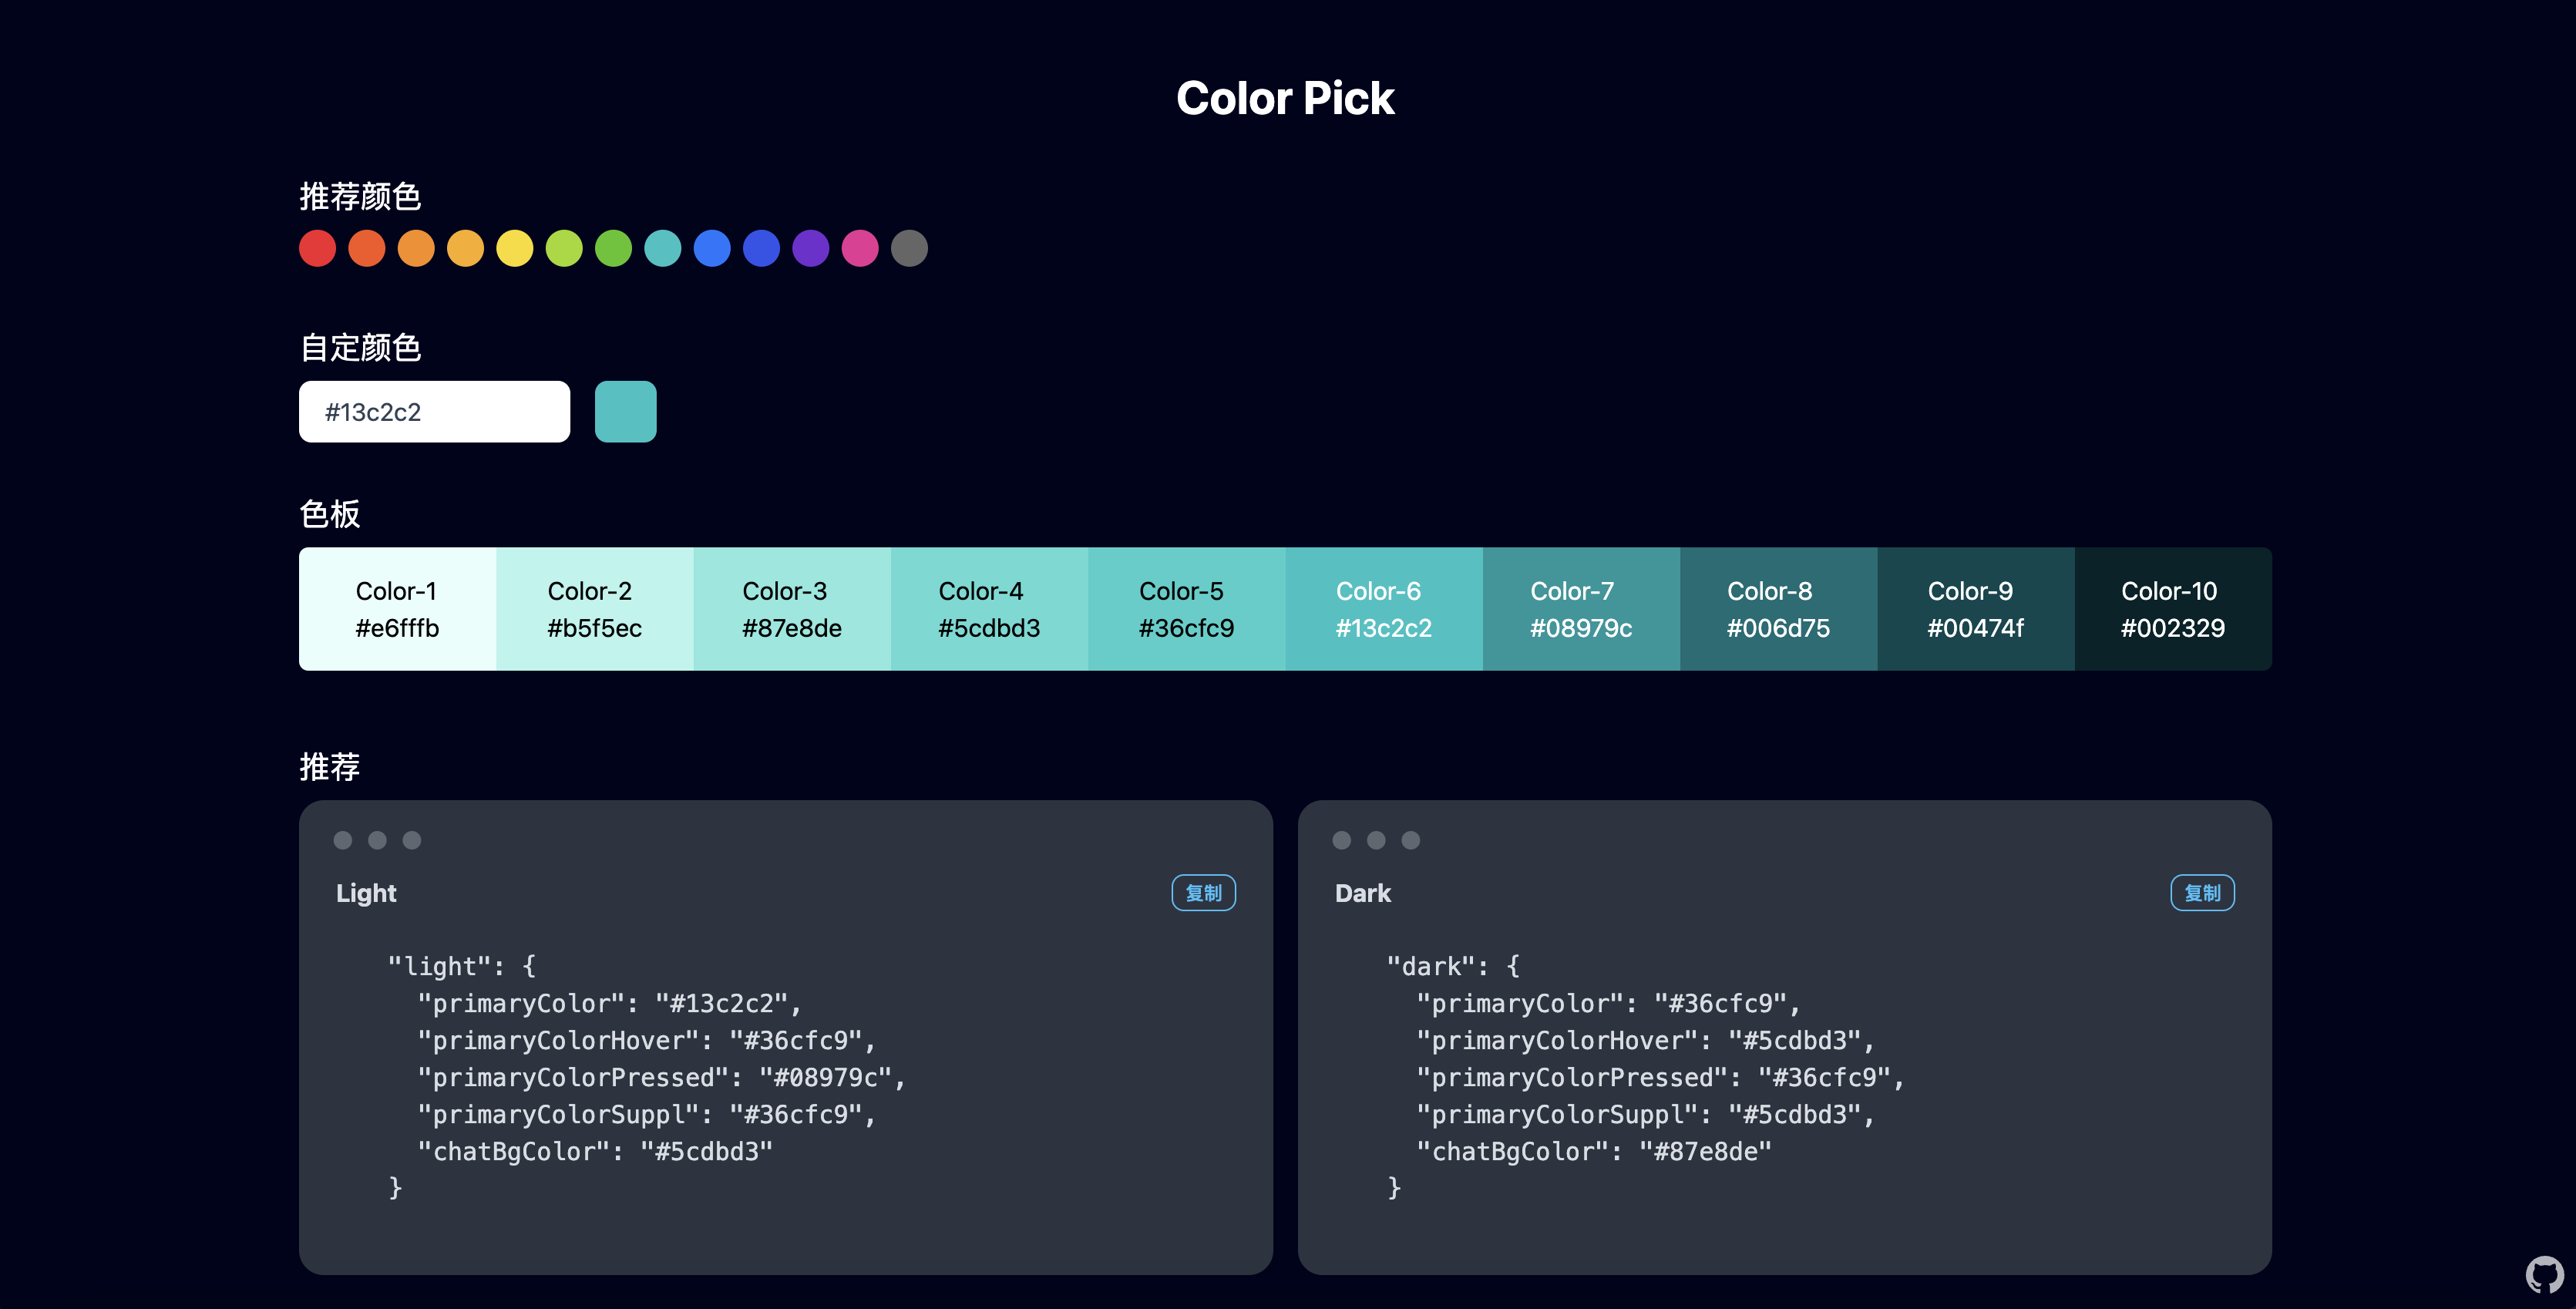 Color Pick
推荐颜色
自定颜色
#13c2c2
色板
Color-1 Color-2 Color-3 Color-4 Color-5 Color-6 Color-7 Color-8 Color-9 Color-10
#e6fffb #b5f5ec #87e8de #5cdbd3 #36cfc9 #13c2c2 #08979c #006d75 #00474f #002329
推荐
Light 复制
"light": {
"primaryColor": "#13c2c2",
"primaryColorHover": "#36cfc9",
"primaryColorPressed": "#08979c",
"primaryColorSuppl": "#36cfc9",
"chatBgColor": "#5cdbd3"
}
Dark 复制
"dark": {
"primaryColor": "#36cfc9",
"primaryColorHover": "#5cdbd3",
"primaryColorPressed": "#36cfc9",
"primaryColorSuppl": "#5cdbd3",
"chatBgColor": "#87e8de"
}